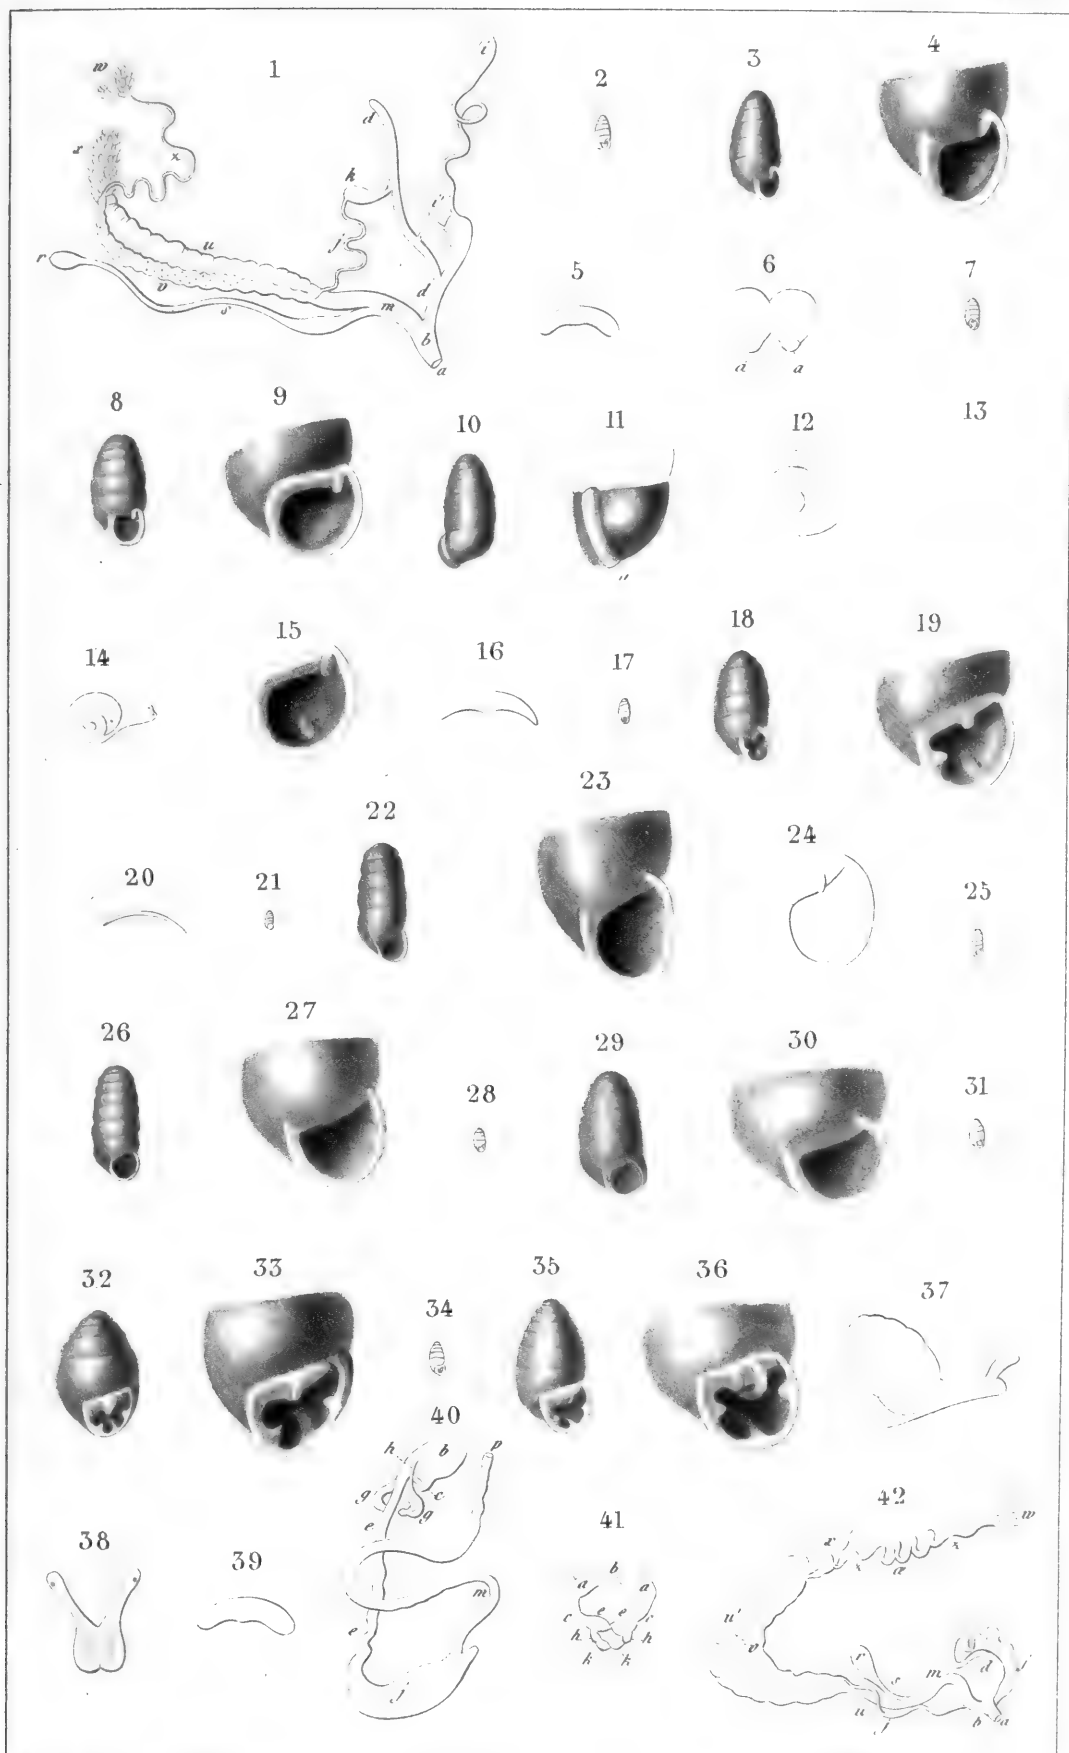 1
2
3
4
w
i
d
x
x
k
i'
j
u
r
v
s
d
m
b
a
5
6
7
a
a
8
9
10
11
12
13
14
15
16
17
18
19
20
21
22
23
24
25
26
27
28
29
30
31
32
33
34
35
36
37
38
39
40
41
42
h
b
p
g
c
g
e
m
e
f
a
b
a
c
e
e
c
h
h
k
k
x
x
æ
x
w
u'
v
r
s
m
d
j
u
b
a